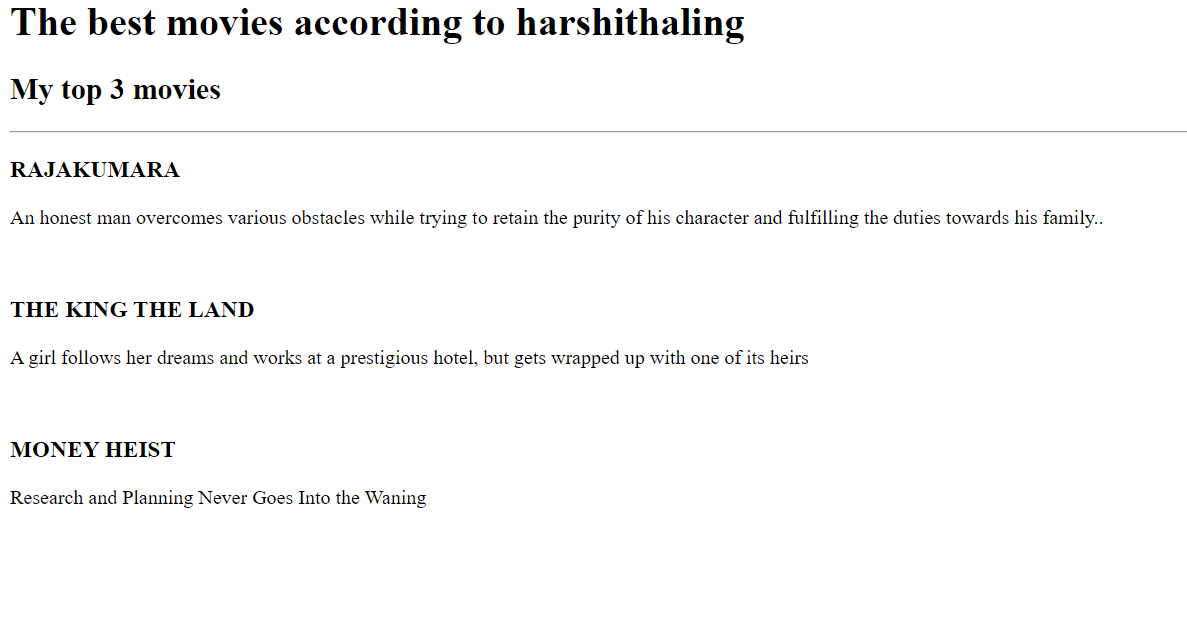 The best movies according to harshithaling
My top 3 movies
RAJAKUMARA
An honest man overcomes various obstacles while trying to retain the purity of his character and fulfilling the duties towards his family..
THE KING THE LAND
A girl follows her dreams and works at a prestigious hotel, but gets wrapped up with one of its heirs
MONEY HEIST
Research and Planning Never Goes Into the Waning